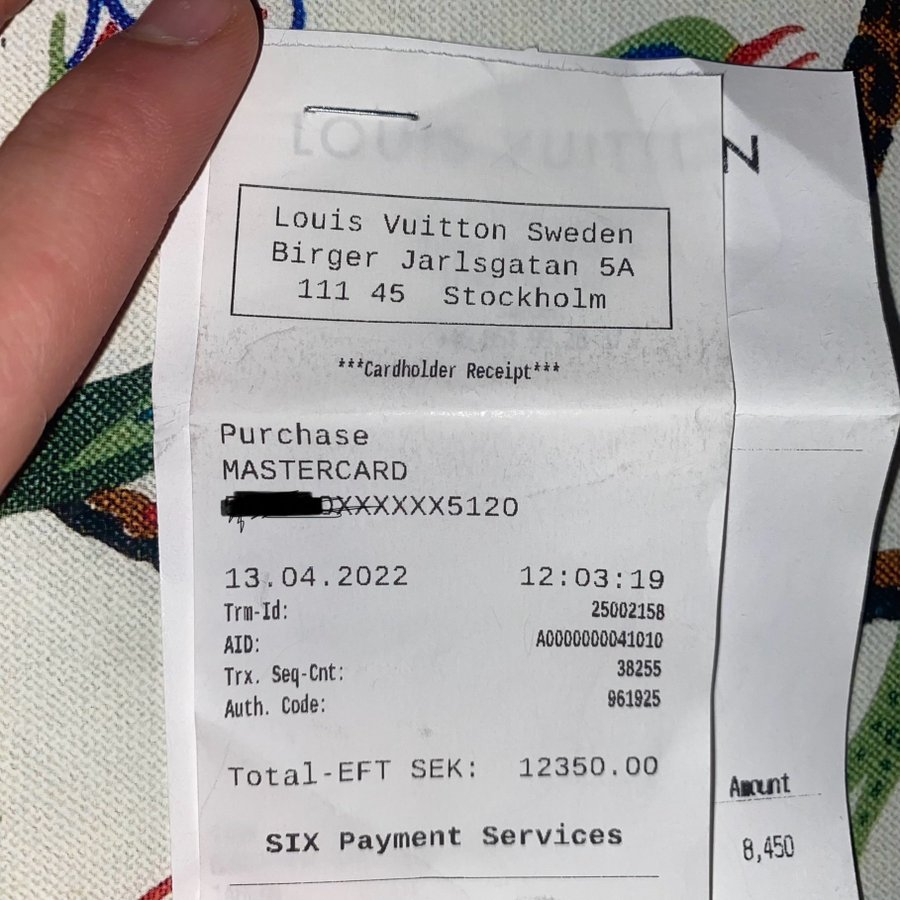 N
Louis Vuitton Sweden
Birger Jarlsgatan 5A
111 45 Stockholm
***Cardholder Receipt***
Purchase
MASTERCARD
XXXXXX5120
13.04.2022 12:03:19
Trm-Id: 25002158
AID: A0000000041010
Trx. Seq-Cnt: 38255
Auth. Code: 961925
Total-EFT SEK: 12350.00
SIX Payment Services
Amount
8,450